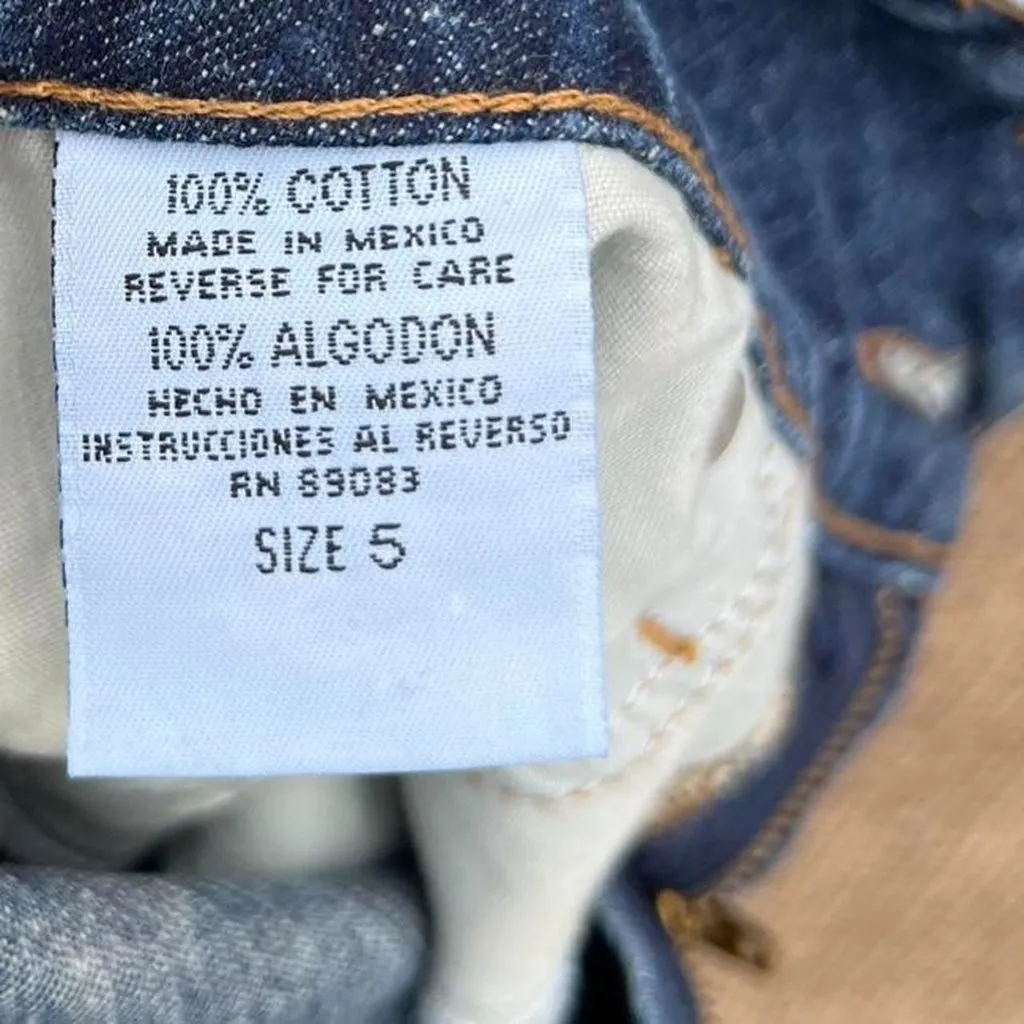 100% COTTON
MADE IN MEXICO
REVERSE FOR CARE
100% ALGODON
HECHO EN MEXICO
INSTRUCCIONES AL REVERSO
RN 89083
SIZE 5